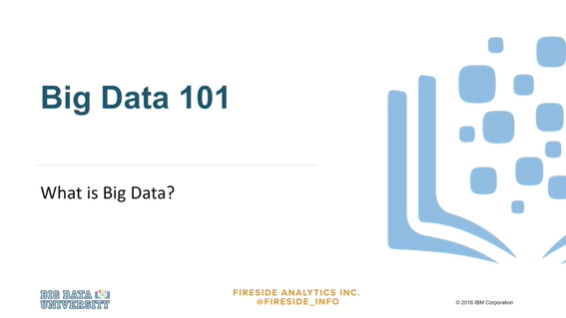 Big Data 101
What is Big Data?
BIG DATA
UNIVERSITY
FIRESIDE ANALYTICS INC.
@FIRESIDE_INFO
© 2016 IBM Corporation